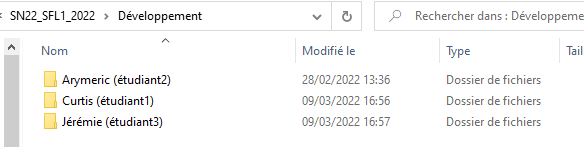 SN22_SFL1_2022 > Développement
Rechercher dans : Développeme
Nom Modifié le Type Tail
Arymeric (étudiant2) 28/02/2022 13:36 Dossier de fichiers
Curtis (étudiant1) 09/03/2022 16:56 Dossier de fichiers
Jérémie (étudiant3) 09/03/2022 16:57 Dossier de fichiers